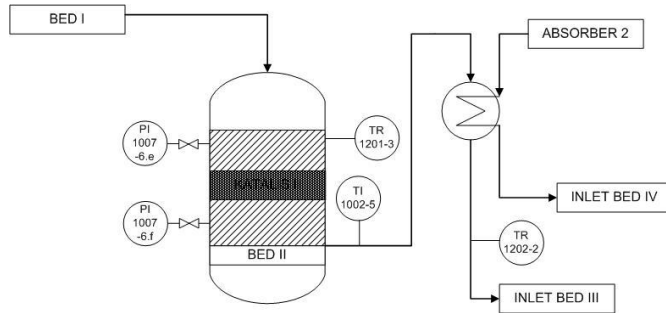 BED I
ABSORBER 2
PI
1007
-6.e
TR
1201-3
KATALIS I
TI
1002-5
INLET BED IV
PI
1007
-6.f
TR
1202-2
BED II
INLET BED III